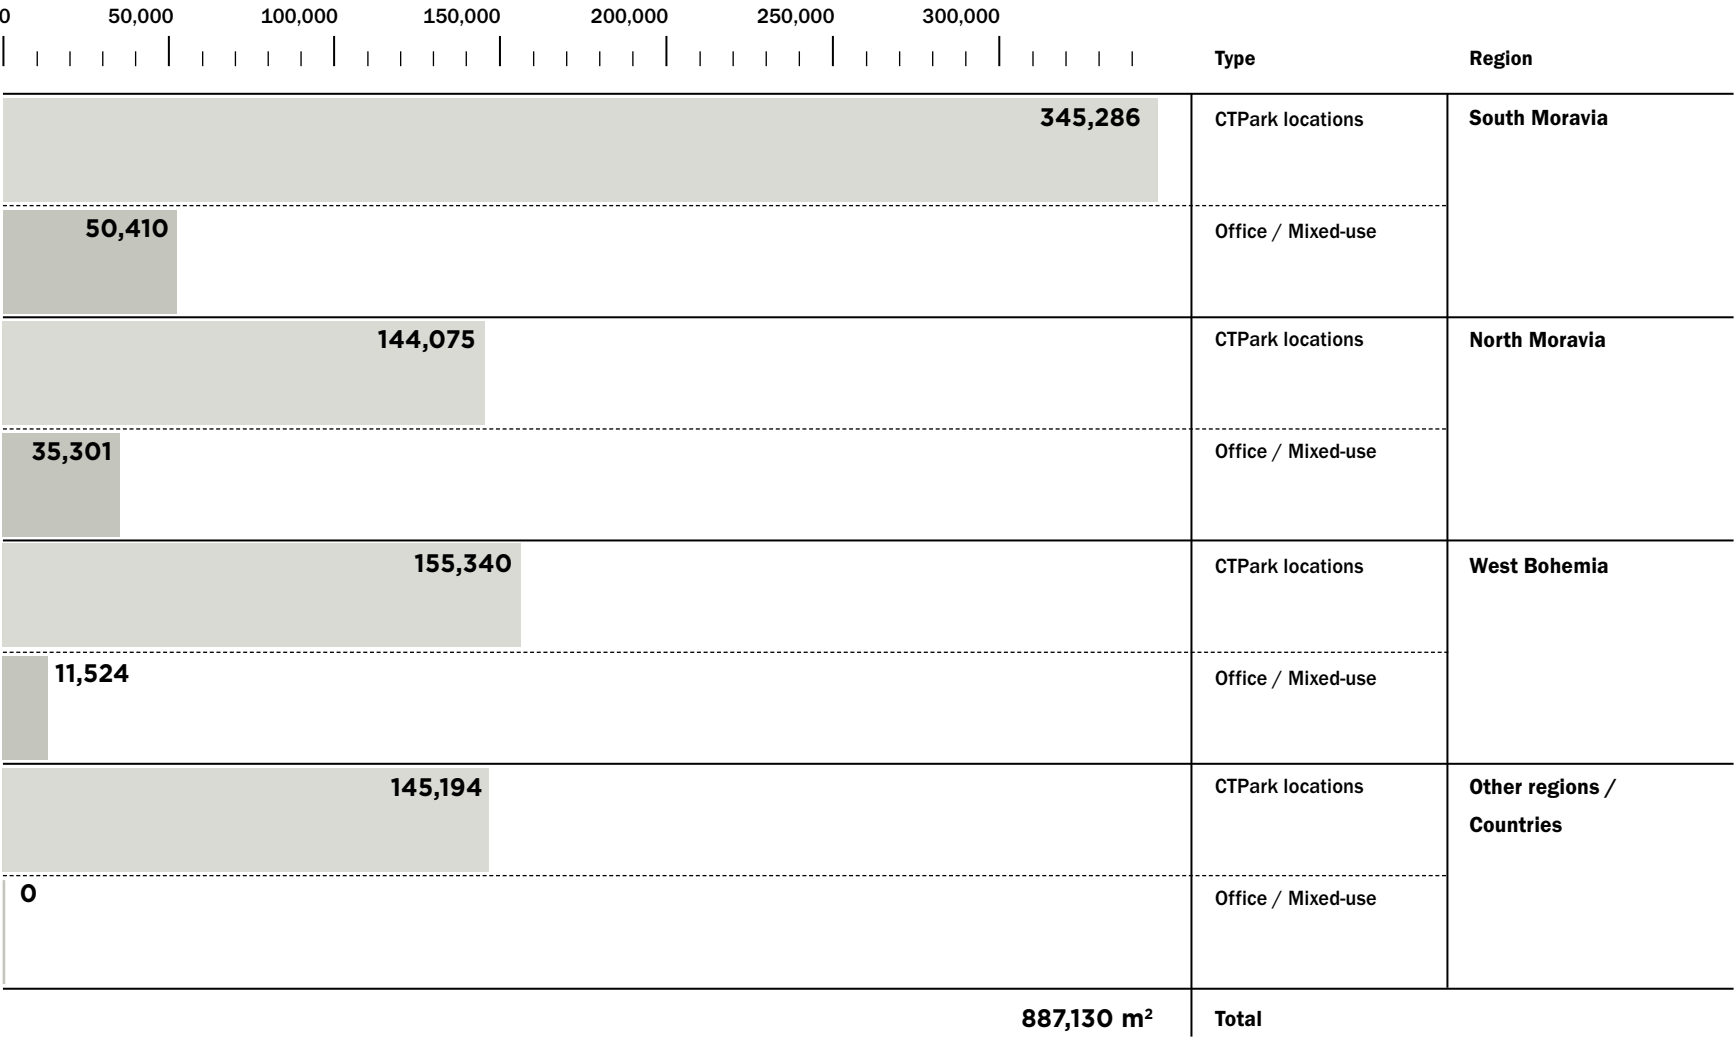 0 50,000 100,000 150,000 200,000 250,000 300,000
Type Region
345,286 CTPark locations South Moravia
50,410 Office / Mixed-use
144,075 CTPark locations North Moravia
35,301 Office / Mixed-use
155,340 CTPark locations West Bohemia
11,524 Office / Mixed-use
145,194 CTPark locations Other regions /
Countries
0 Office / Mixed-use
887,130 m² Total